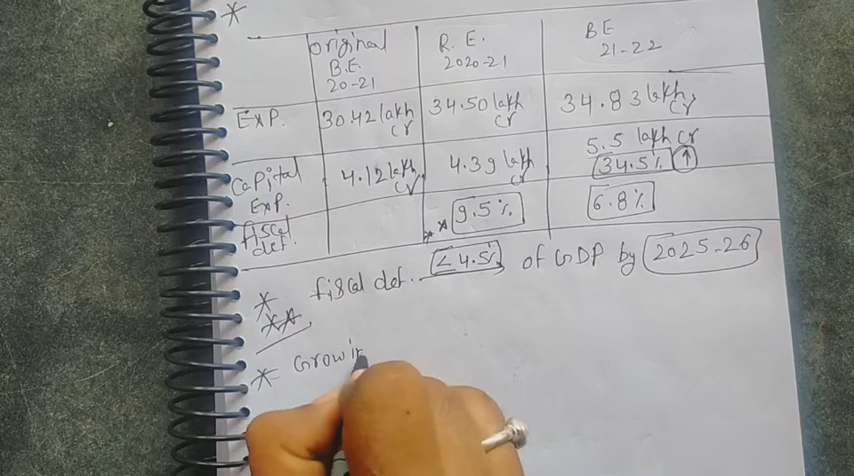 *
original R. E. BE
B.E. 2020-21 21-22
20-21
Exp. 30.42 lakh cr 34.50 lakh cr 34.83 lakh cr
5.5 lakh cr
Capital Exp. 4.12 lakh cr 4.39 lakh cr 34.5% ↑
fiscal def. ** 9.5% 6.8%
* fiscal def. < 4.5% of GDP by 2025-26
**
* Growin